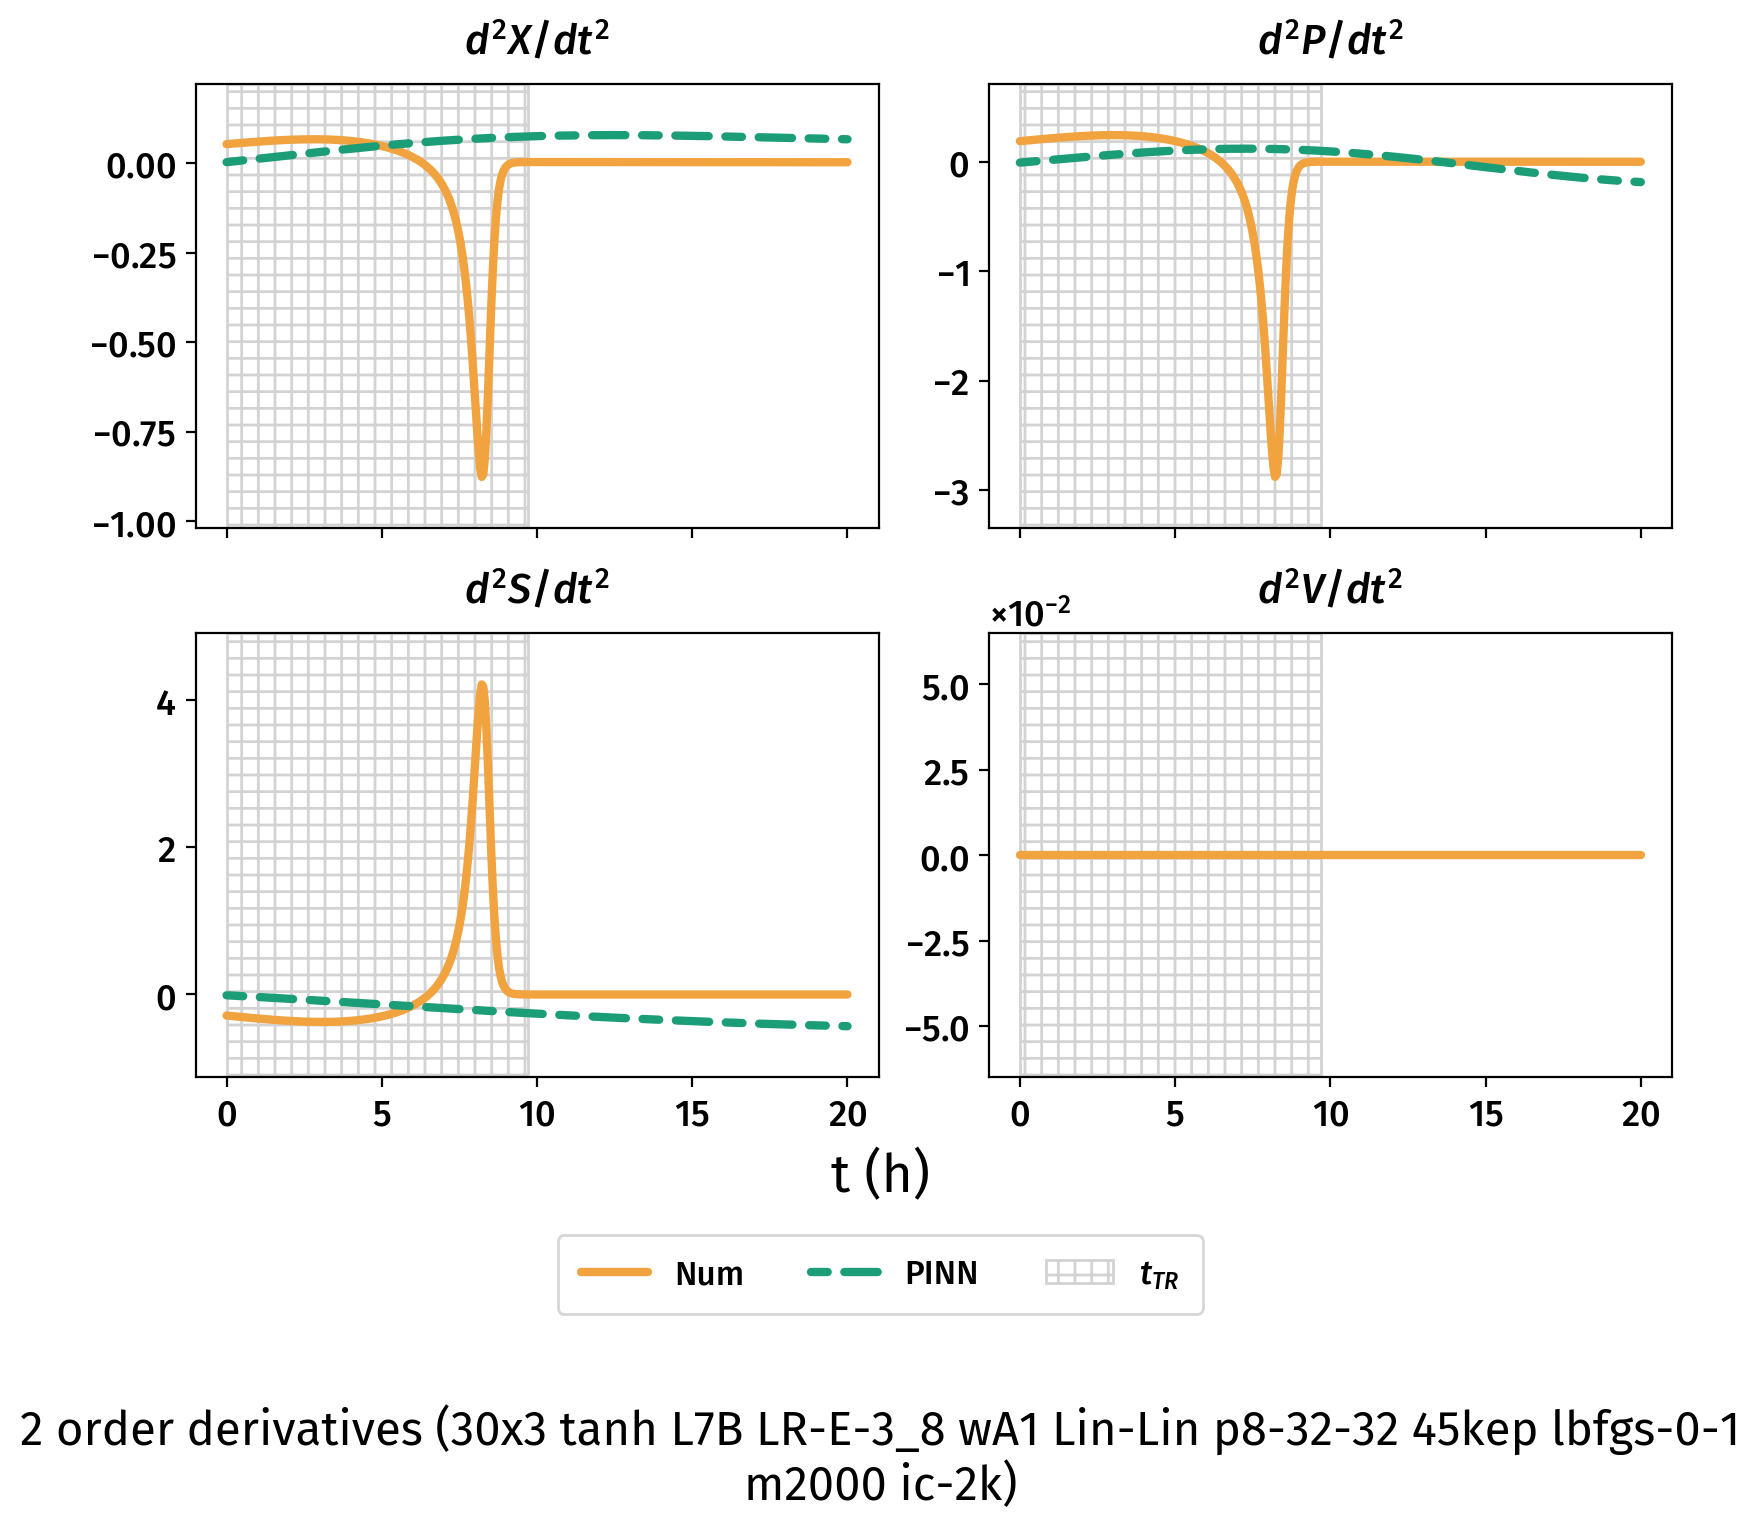 d²X/dt²
d²P/dt²
0.00
−0.25
−0.50
−0.75
−1.00
0
−1
−2
−3
d²S/dt²
d²V/dt²
×10⁻²
4
2
0
5.0
2.5
0.0
−2.5
−5.0
0 5 10 15 20
0 5 10 15 20
t (h)
Num PINN t_TR
2 order derivatives (30x3 tanh L7B LR-E-3_8 wA1 Lin-Lin p8-32-32 45kep lbfgs-0-1
m2000 ic-2k)